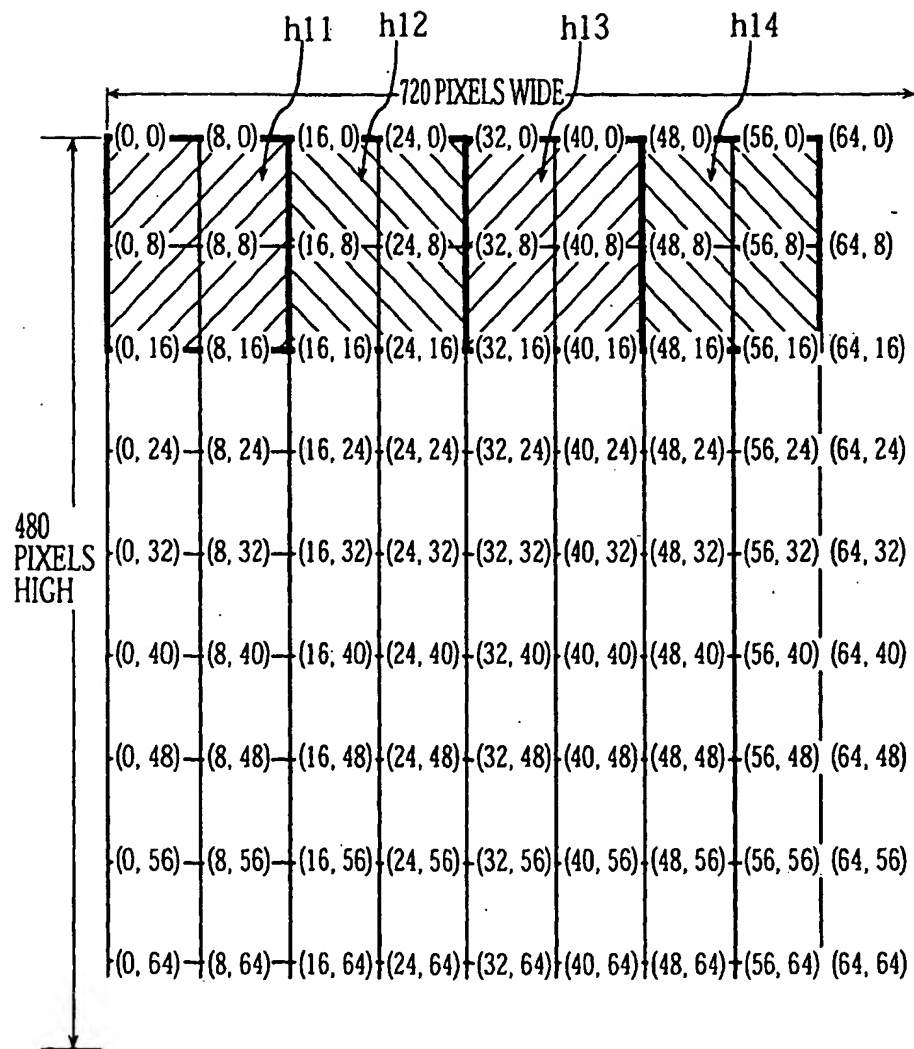 h11 h12 h13 h14
720 PIXELS WIDE
(0, 0) (8, 0) (16, 0) (24, 0) (32, 0) (40, 0) (48, 0) (56, 0) (64, 0)
(0, 8) (8, 8) (16, 8) (24, 8) (32, 8) (40, 8) (48, 8) (56, 8) (64, 8)
(0, 16) (8, 16) (16, 16) (24, 16) (32, 16) (40, 16) (48, 16) (56, 16) (64, 16)
(0, 24) (8, 24) (16, 24) (24, 24) (32, 24) (40, 24) (48, 24) (56, 24) (64, 24)
480
PIXELS
HIGH
(0, 32) (8, 32) (16, 32) (24, 32) (32, 32) (40, 32) (48, 32) (56, 32) (64, 32)
(0, 40) (8, 40) (16, 40) (24, 40) (32, 40) (40, 40) (48, 40) (56, 40) (64, 40)
(0, 48) (8, 48) (16, 48) (24, 48) (32, 48) (40, 48) (48, 48) (56, 48) (64, 48)
(0, 56) (8, 56) (16, 56) (24, 56) (32, 56) (40, 56) (48, 56) (56, 56) (64, 56)
(0, 64) (8, 64) (16, 64) (24, 64) (32, 64) (40, 64) (48, 64) (56, 64) (64, 64)